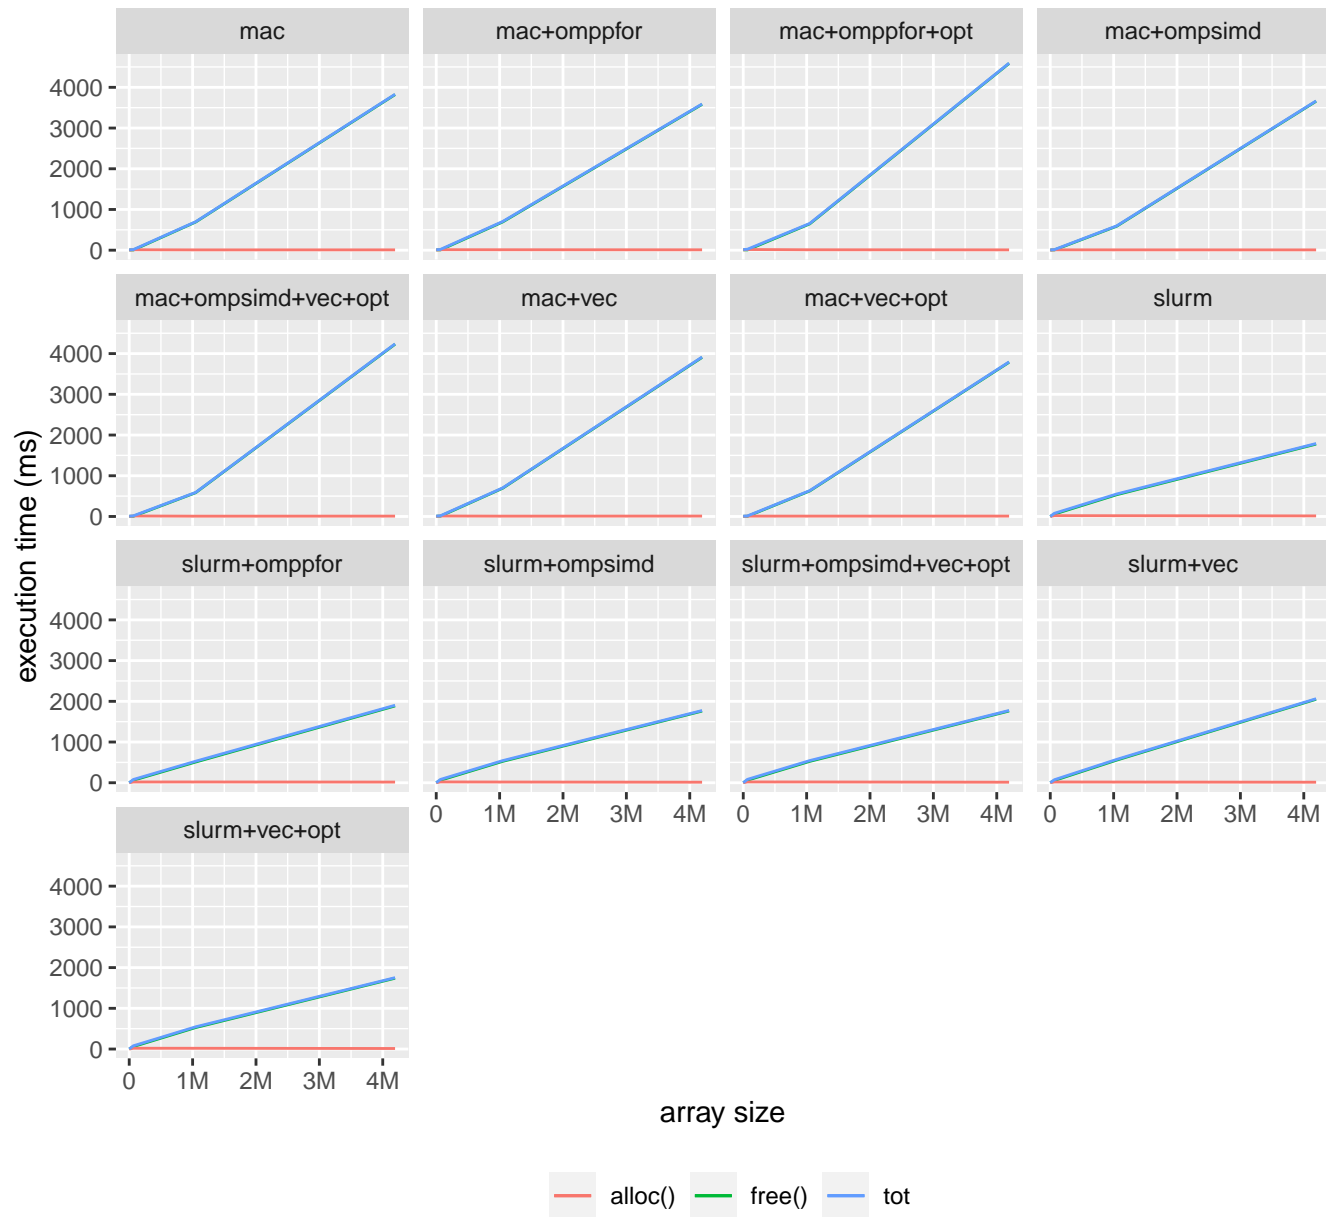 mac
mac+omppfor
mac+omppfor+opt
mac+ompsimd
4000
3000
2000
1000
0
mac+ompsimd+vec+opt
mac+vec
mac+vec+opt
slurm
4000
3000
2000
1000
0
slurm+omppfor
slurm+ompsimd
slurm+ompsimd+vec+opt
slurm+vec
4000
3000
2000
1000
0
0 1M 2M 3M 4M
0 1M 2M 3M 4M
0 1M 2M 3M 4M
slurm+vec+opt
4000
3000
2000
1000
0
0 1M 2M 3M 4M
execution time (ms)
array size
alloc() free() tot